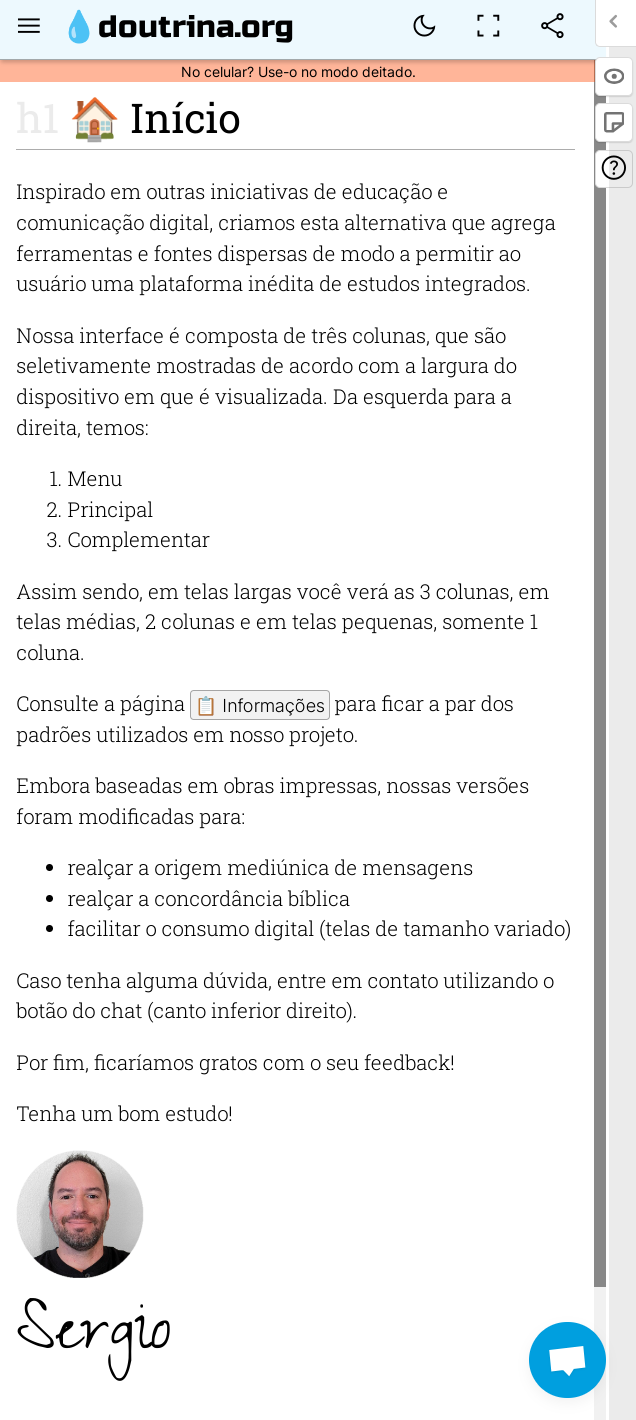 doutrina.org
No celular? Use-o no modo deitado.
h1 🏠 Início
Inspirado em outras iniciativas de educação e
comunicação digital, criamos esta alternativa que agrega
ferramentas e fontes dispersas de modo a permitir ao
usuário uma plataforma inédita de estudos integrados.
Nossa interface é composta de três colunas, que são
seletivamente mostradas de acordo com a largura do
dispositivo em que é visualizada. Da esquerda para a
direita, temos:
1. Menu
2. Principal
3. Complementar
Assim sendo, em telas largas você verá as 3 colunas, em
telas médias, 2 colunas e em telas pequenas, somente 1
coluna.
Consulte a página 📋 Informações para ficar a par dos
padrões utilizados em nosso projeto.
Embora baseadas em obras impressas, nossas versões
foram modificadas para:
• realçar a origem mediúnica de mensagens
• realçar a concordância bíblica
• facilitar o consumo digital (telas de tamanho variado)
Caso tenha alguma dúvida, entre em contato utilizando o
botão do chat (canto inferior direito).
Por fim, ficaríamos gratos com o seu feedback!
Tenha um bom estudo!
Sergio